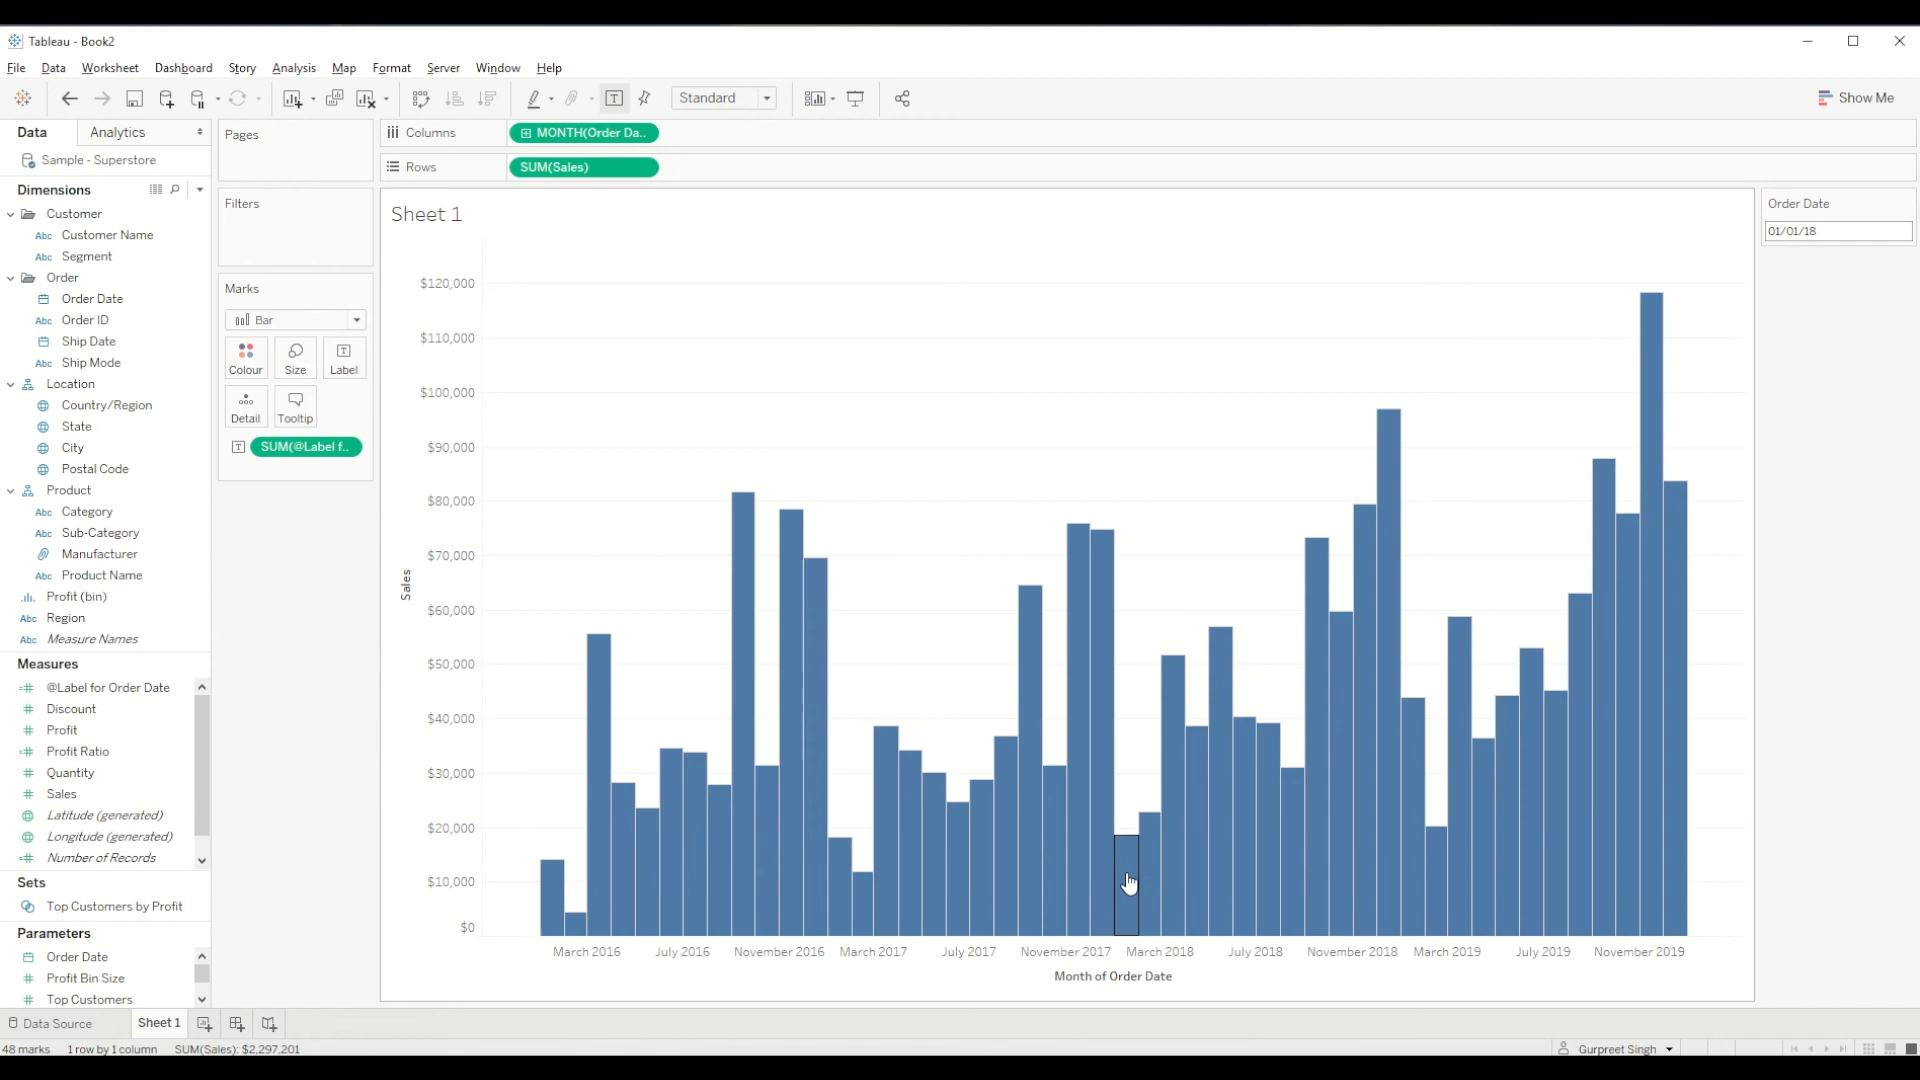 Tableau - Book2
File Data Worksheet Dashboard Story Analysis Map Format Server Window Help
Standard
Show Me
Data Analytics
Pages
Columns MONTH(Order Da..
Sample - Superstore
Rows SUM(Sales)
Dimensions
Filters
Sheet 1
Order Date
01/01/18
Customer
Abc Customer Name
Abc Segment
Order
Order Date
Abc Order ID
Ship Date
Abc Ship Mode
Location
Country/Region
State
City
Postal Code
Product
Abc Category
Abc Sub-Category
Manufacturer
Abc Product Name
Profit (bin)
Abc Region
Abc Measure Names
Measures
@Label for Order Date
Discount
Profit
Profit Ratio
Quantity
Sales
Latitude (generated)
Longitude (generated)
Number of Records
Sets
Top Customers by Profit
Parameters
Order Date
Profit Bin Size
Top Customers
Marks
Bar
Colour Size Label
Detail Tooltip
SUM(@Label f..
$120,000
$110,000
$100,000
$90,000
$80,000
$70,000
$60,000
$50,000
$40,000
$30,000
$20,000
$10,000
$0
Sales
March 2016 July 2016 November 2016 March 2017 July 2017 November 2017 March 2018 July 2018 November 2018 March 2019 July 2019 November 2019
Month of Order Date
Data Source Sheet 1
48 marks 1 row by 1 column SUM(Sales): $2,297,201
Gurpreet Singh